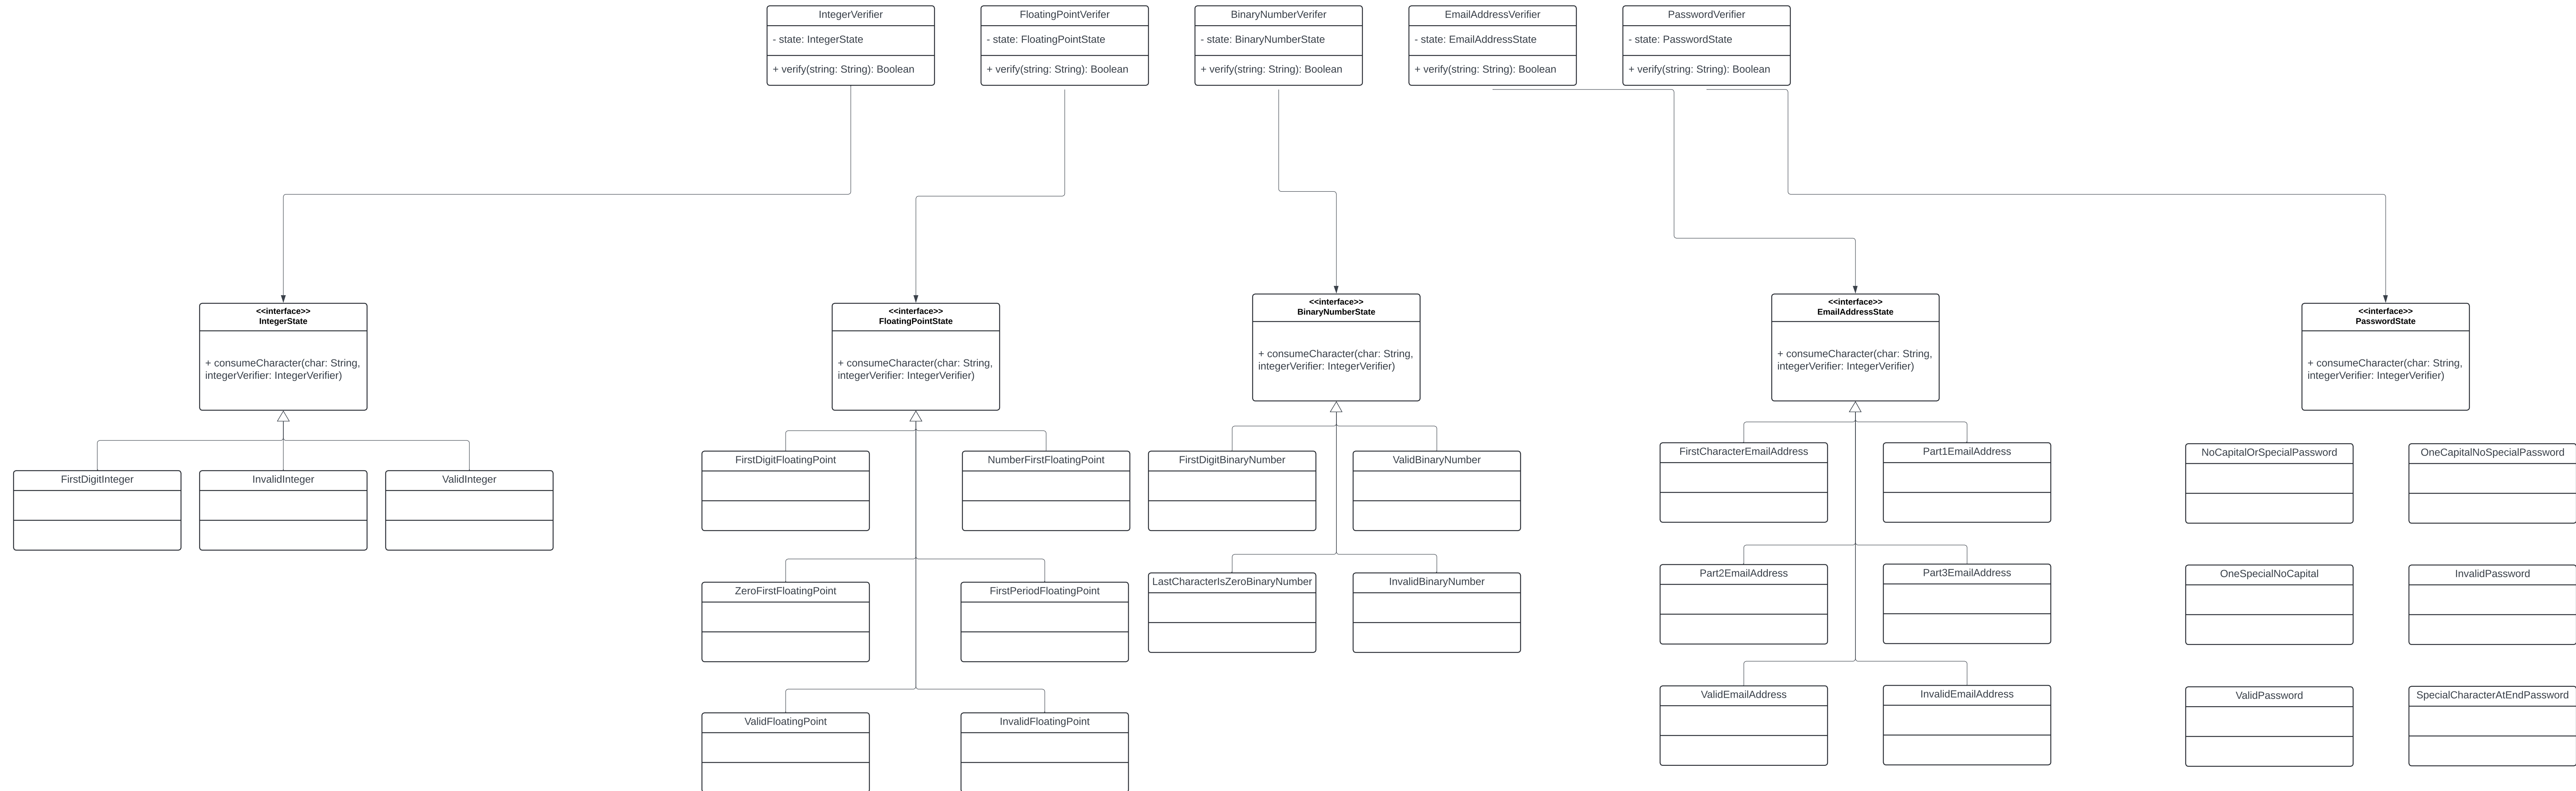 IntegerVerifier
- state: IntegerState
+ verify(string: String): Boolean
FloatingPointVerifer
- state: FloatingPointState
+ verify(string: String): Boolean
BinaryNumberVerifer
- state: BinaryNumberState
+ verify(string: String): Boolean
EmailAddressVerifier
- state: EmailAddressState
+ verify(string: String): Boolean
PasswordVerifier
- state: PasswordState
+ verify(string: String): Boolean
<<interface>>
IntegerState
+ consumeCharacter(char: String,
integerVerifier: IntegerVerifier)
<<interface>>
FloatingPointState
+ consumeCharacter(char: String,
integerVerifier: IntegerVerifier)
<<interface>>
BinaryNumberState
+ consumeCharacter(char: String,
integerVerifier: IntegerVerifier)
<<interface>>
EmailAddressState
+ consumeCharacter(char: String,
integerVerifier: IntegerVerifier)
<<interface>>
PasswordState
+ consumeCharacter(char: String,
integerVerifier: IntegerVerifier)
FirstDigitInteger
InvalidInteger
ValidInteger
FirstDigitFloatingPoint
NumberFirstFloatingPoint
ZeroFirstFloatingPoint
FirstPeriodFloatingPoint
ValidFloatingPoint
InvalidFloatingPoint
FirstDigitBinaryNumber
ValidBinaryNumber
LastCharacterIsZeroBinaryNumber
InvalidBinaryNumber
FirstCharacterEmailAddress
Part1EmailAddress
Part2EmailAddress
Part3EmailAddress
ValidEmailAddress
InvalidEmailAddress
NoCapitalOrSpecialPassword
OneCapitalNoSpecialPassword
OneSpecialNoCapital
InvalidPassword
ValidPassword
SpecialCharacterAtEndPassword